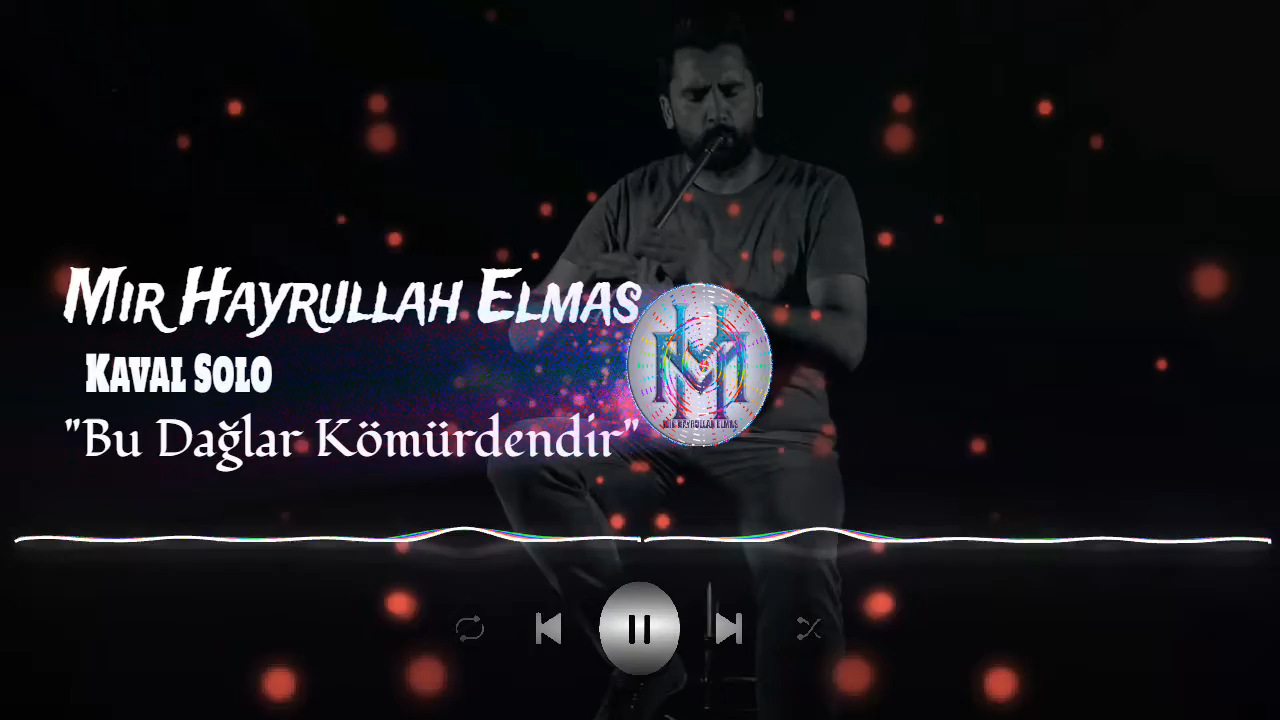 Mir Hayrullah Elmas
Kaval Solo
"Bu Dağlar Kömürdendir"
MIR HAYRULLAH ELMAS